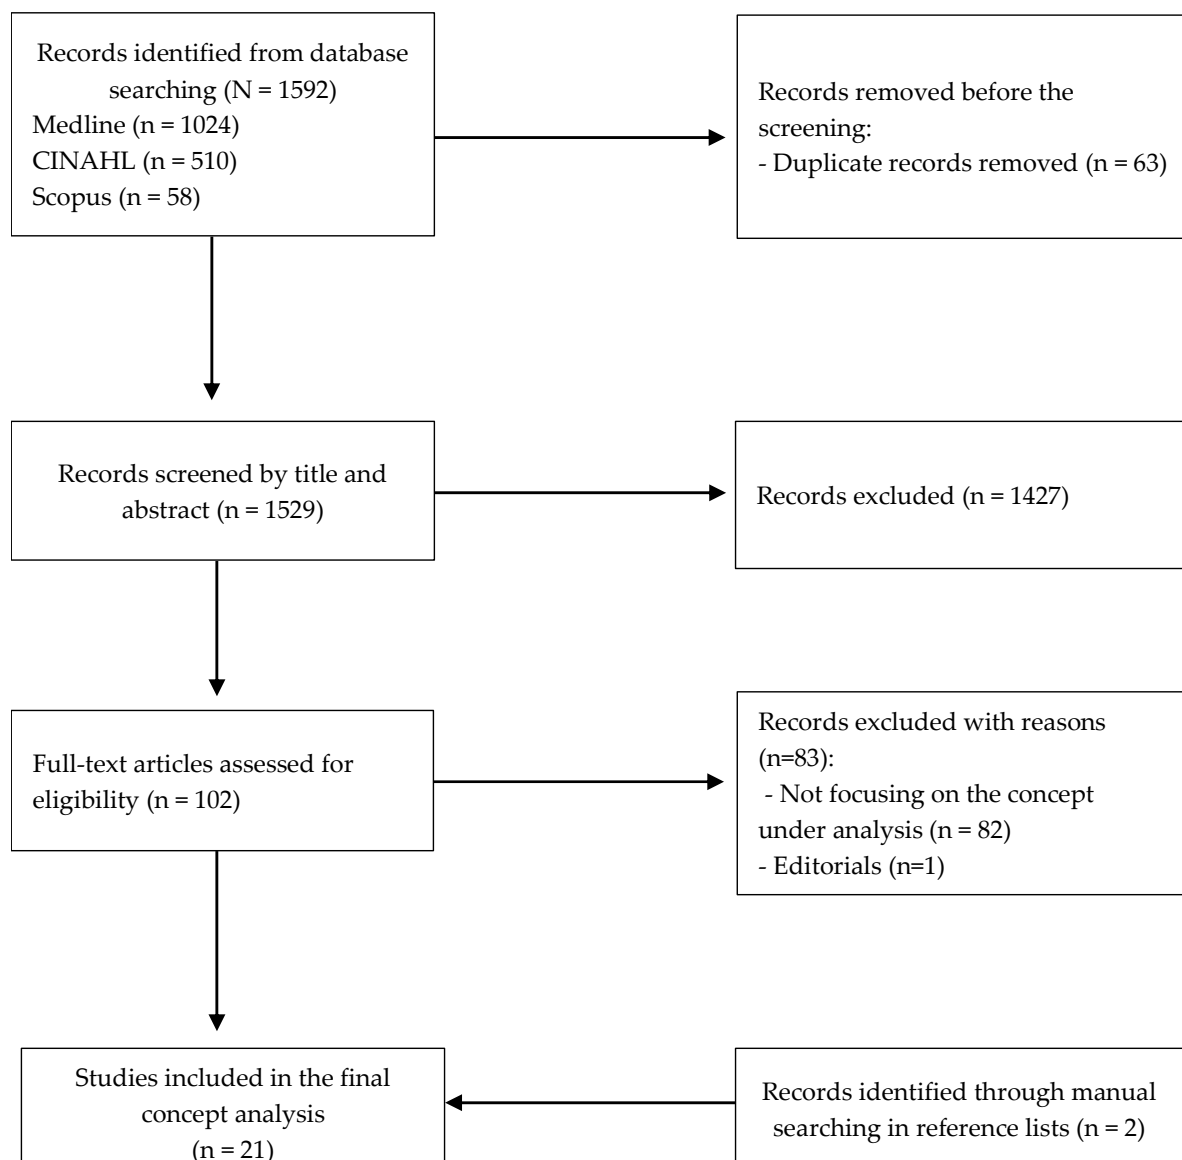 Records identified from database
searching (N = 1592)
Medline (n = 1024)
CINAHL (n = 510)
Scopus (n = 58)
Records removed before the
screening:
- Duplicate records removed (n = 63)
Records screened by title and
abstract (n = 1529)
Records excluded (n = 1427)
Full-text articles assessed for
eligibility (n = 102)
Records excluded with reasons
(n=83):
- Not focusing on the concept
under analysis (n = 82)
- Editorials (n=1)
Studies included in the final
concept analysis
(n = 21)
Records identified through manual
searching in reference lists (n = 2)